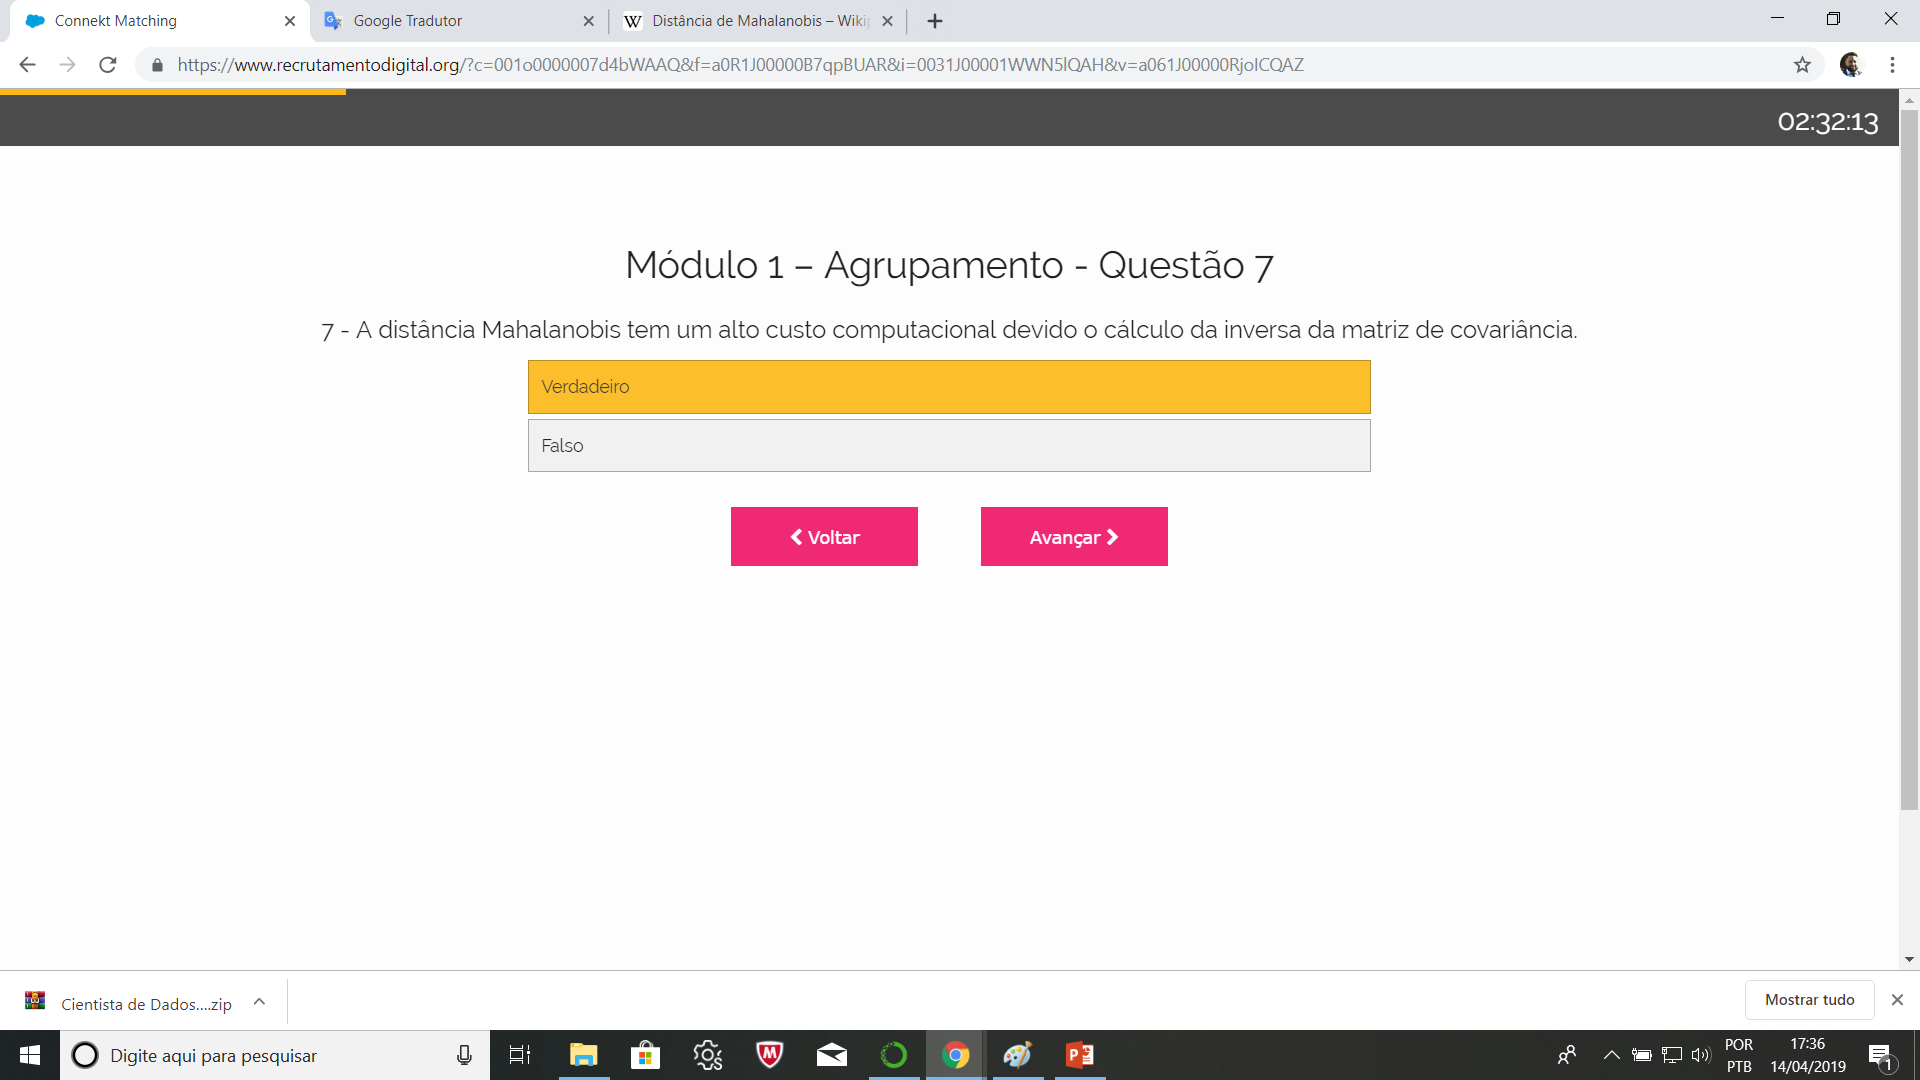 Connekt Matching
Google Tradutor
Distância de Mahalanobis – Wikip
https://www.recrutamentodigital.org/?c=001o0000007d4bWAAQ&f=a0R1J00000B7qpBUAR&i=0031J00001WWN5lQAH&v=a061J00000RjoICQAZ
02:32:13
Módulo 1 – Agrupamento - Questão 7
7 - A distância Mahalanobis tem um alto custo computacional devido o cálculo da inversa da matriz de covariância.
Verdadeiro
Falso
Voltar
Avançar
Cientista de Dados....zip
Mostrar tudo
Digite aqui para pesquisar
POR
PTB
17:36
14/04/2019
1